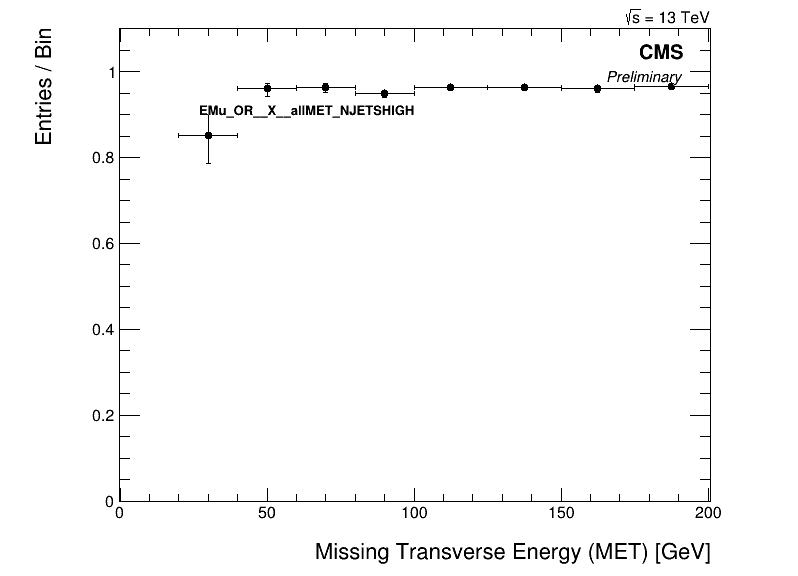 √s = 13 TeV
CMS
Preliminary
EMu_OR__X__allMET_NJETSHIGH
Entries / Bin
1
0.8
0.6
0.4
0.2
0
0 50 100 150 200
Missing Transverse Energy (MET) [GeV]